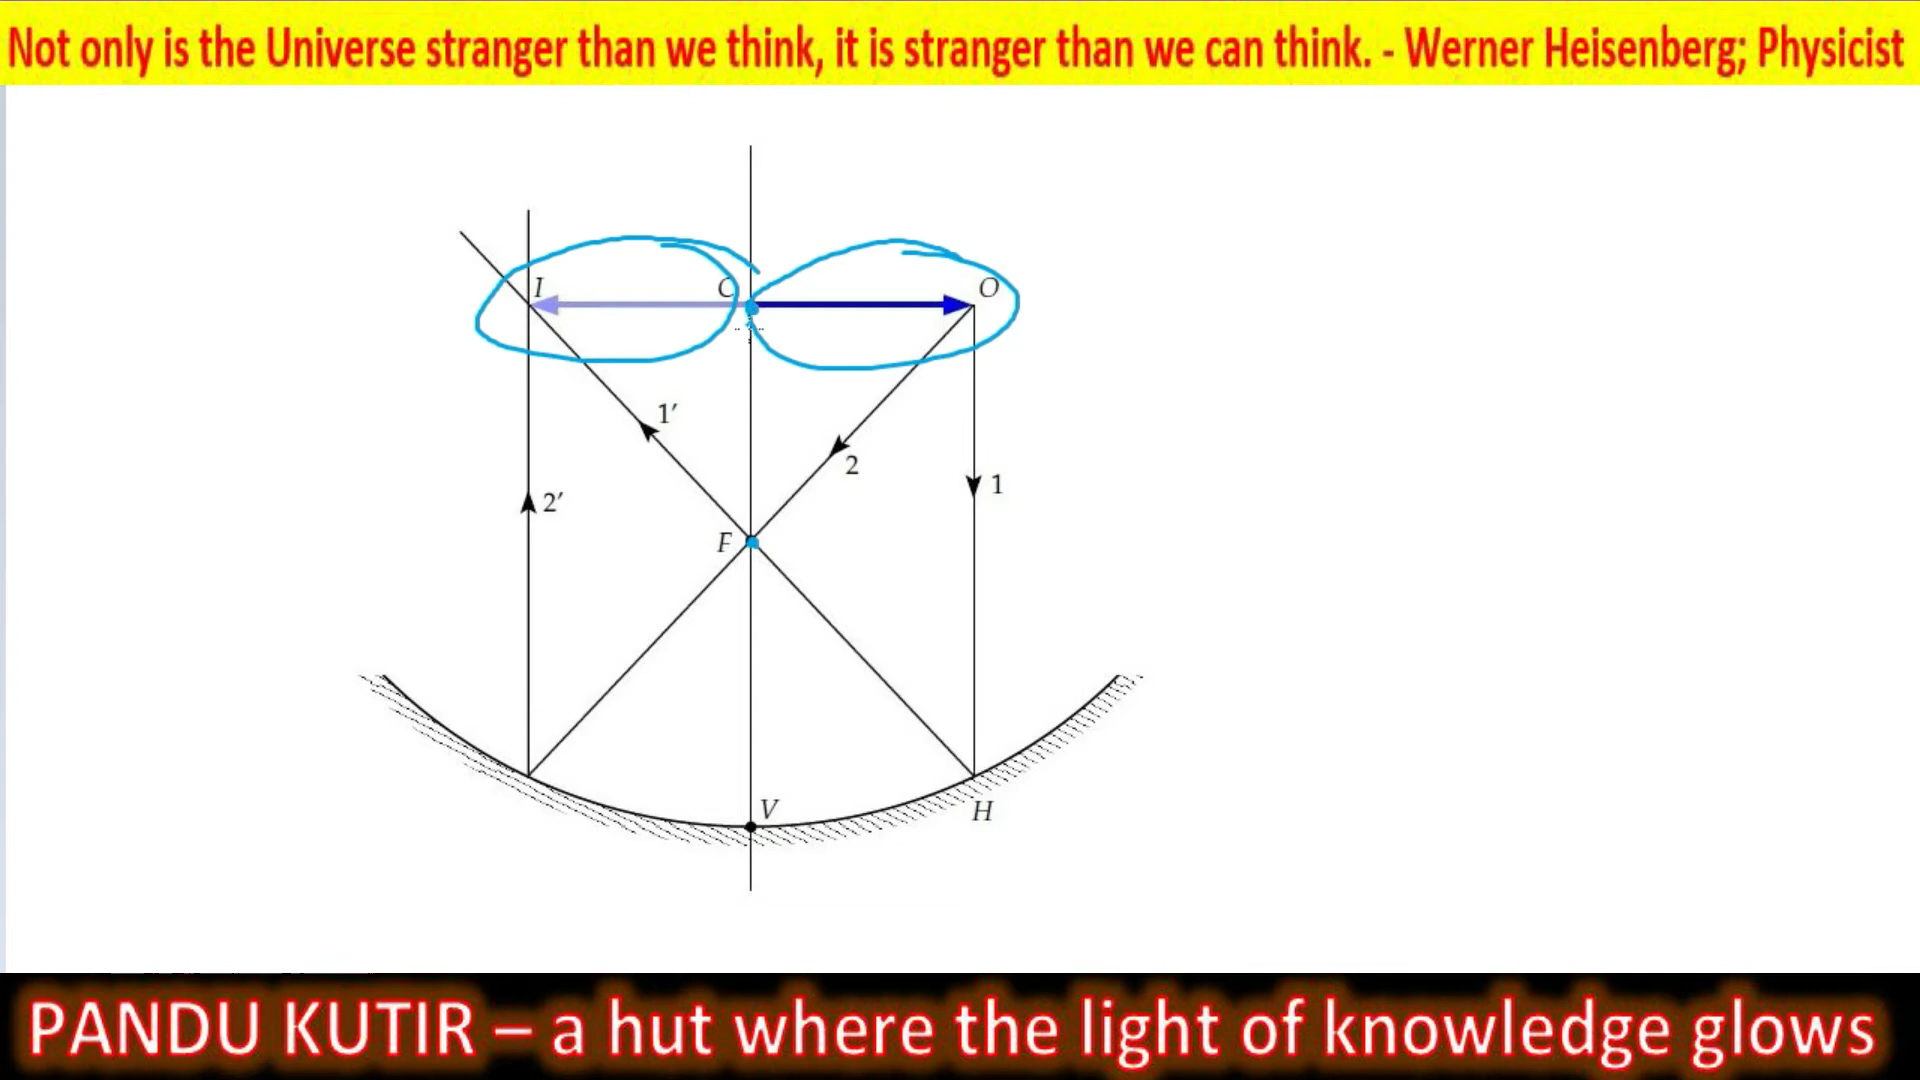 Not only is the Universe stranger than we think, it is stranger than we can think. - Werner Heisenberg; Physicist
I
C
O
1′
2
1
2′
F
V
H
PANDU KUTIR – a hut where the light of knowledge glows